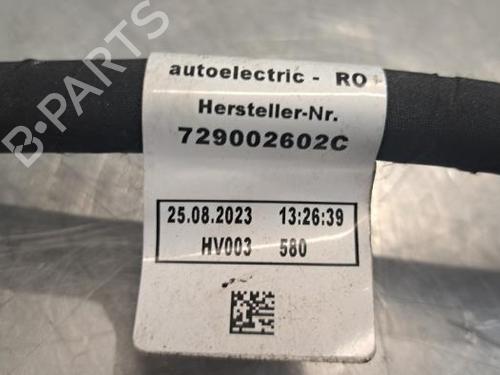 autoelectric - RO
Hersteller-Nr.
729002602C
25.08.2023 13:26:39
HV003 580
B-PARTS